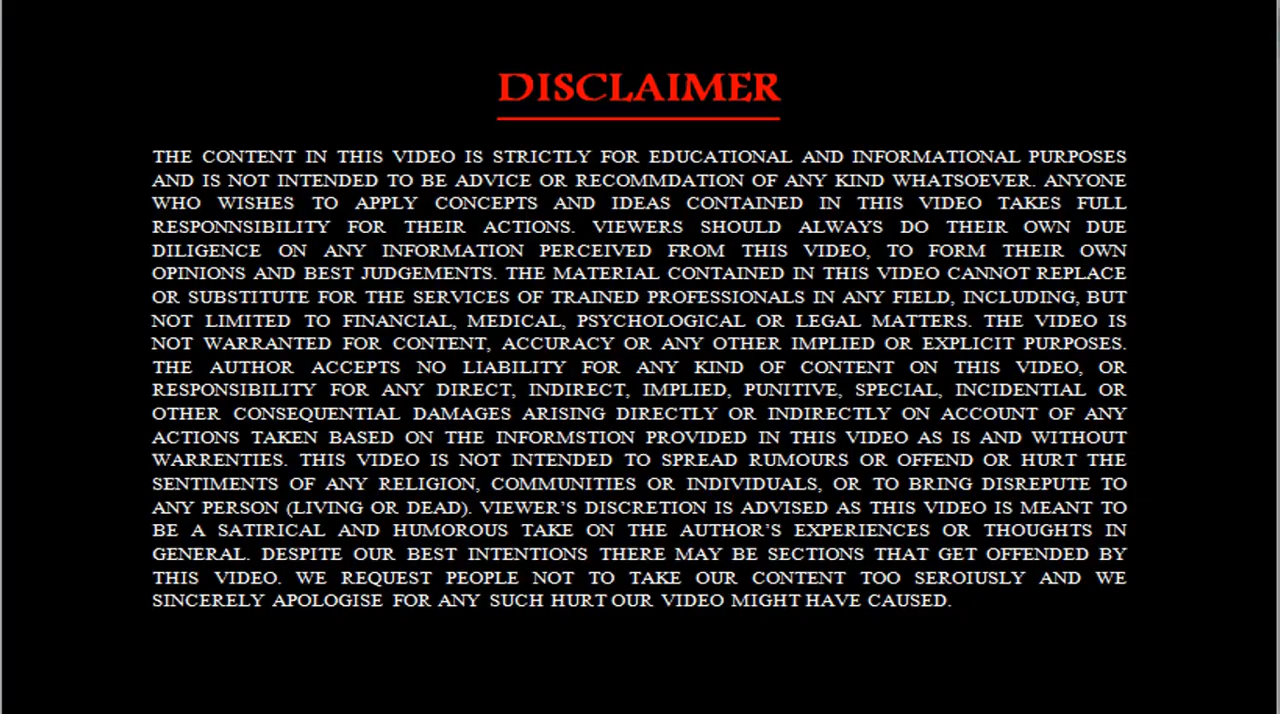 DISCLAIMER
THE CONTENT IN THIS VIDEO IS STRICTLY FOR EDUCATIONAL AND INFORMATIONAL PURPOSES
AND IS NOT INTENDED TO BE ADVICE OR RECOMMDATION OF ANY KIND WHATSOEVER. ANYONE
WHO WISHES TO APPLY CONCEPTS AND IDEAS CONTAINED IN THIS VIDEO TAKES FULL
RESPONNSIBILITY FOR THEIR ACTIONS. VIEWERS SHOULD ALWAYS DO THEIR OWN DUE
DILIGENCE ON ANY INFORMATION PERCEIVED FROM THIS VIDEO, TO FORM THEIR OWN
OPINIONS AND BEST JUDGEMENTS. THE MATERIAL CONTAINED IN THIS VIDEO CANNOT REPLACE
OR SUBSTITUTE FOR THE SERVICES OF TRAINED PROFESSIONALS IN ANY FIELD, INCLUDING, BUT
NOT LIMITED TO FINANCIAL, MEDICAL, PSYCHOLOGICAL OR LEGAL MATTERS. THE VIDEO IS
NOT WARRANTED FOR CONTENT, ACCURACY OR ANY OTHER IMPLIED OR EXPLICIT PURPOSES.
THE AUTHOR ACCEPTS NO LIABILITY FOR ANY KIND OF CONTENT ON THIS VIDEO, OR
RESPONSIBILITY FOR ANY DIRECT, INDIRECT, IMPLIED, PUNITIVE, SPECIAL, INCIDENTIAL OR
OTHER CONSEQUENTIAL DAMAGES ARISING DIRECTLY OR INDIRECTLY ON ACCOUNT OF ANY
ACTIONS TAKEN BASED ON THE INFORMSTION PROVIDED IN THIS VIDEO AS IS AND WITHOUT
WARRENTIES. THIS VIDEO IS NOT INTENDED TO SPREAD RUMOURS OR OFFEND OR HURT THE
SENTIMENTS OF ANY RELIGION, COMMUNITIES OR INDIVIDUALS, OR TO BRING DISREPUTE TO
ANY PERSON (LIVING OR DEAD). VIEWER'S DISCRETION IS ADVISED AS THIS VIDEO IS MEANT TO
BE A SATIRICAL AND HUMOROUS TAKE ON THE AUTHOR'S EXPERIENCES OR THOUGHTS IN
GENERAL. DESPITE OUR BEST INTENTIONS THERE MAY BE SECTIONS THAT GET OFFENDED BY
THIS VIDEO. WE REQUEST PEOPLE NOT TO TAKE OUR CONTENT TOO SEROIUSLY AND WE
SINCERELY APOLOGISE FOR ANY SUCH HURT OUR VIDEO MIGHT HAVE CAUSED.